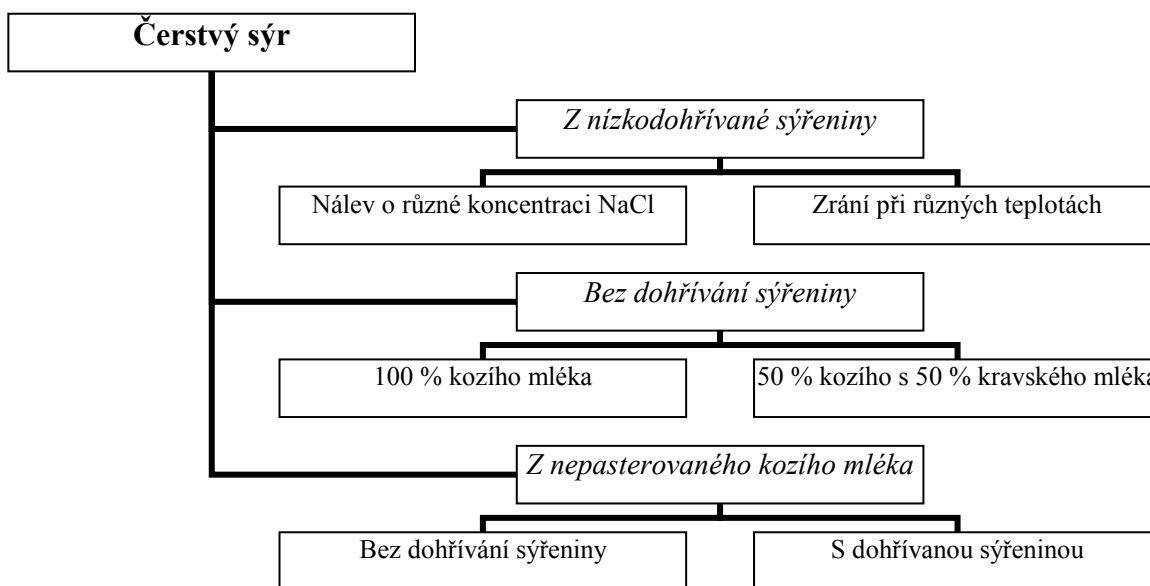 Čerstvý sýr
Z nízkodohřívané sýřeniny
Nálev o různé koncentraci NaCl
Zrání při různých teplotách
Bez dohřívání sýřeniny
100 % kozího mléka
50 % kozího s 50 % kravského mléka
Z nepasterovaného kozího mléka
Bez dohřívání sýřeniny
S dohřívanou sýřeninou